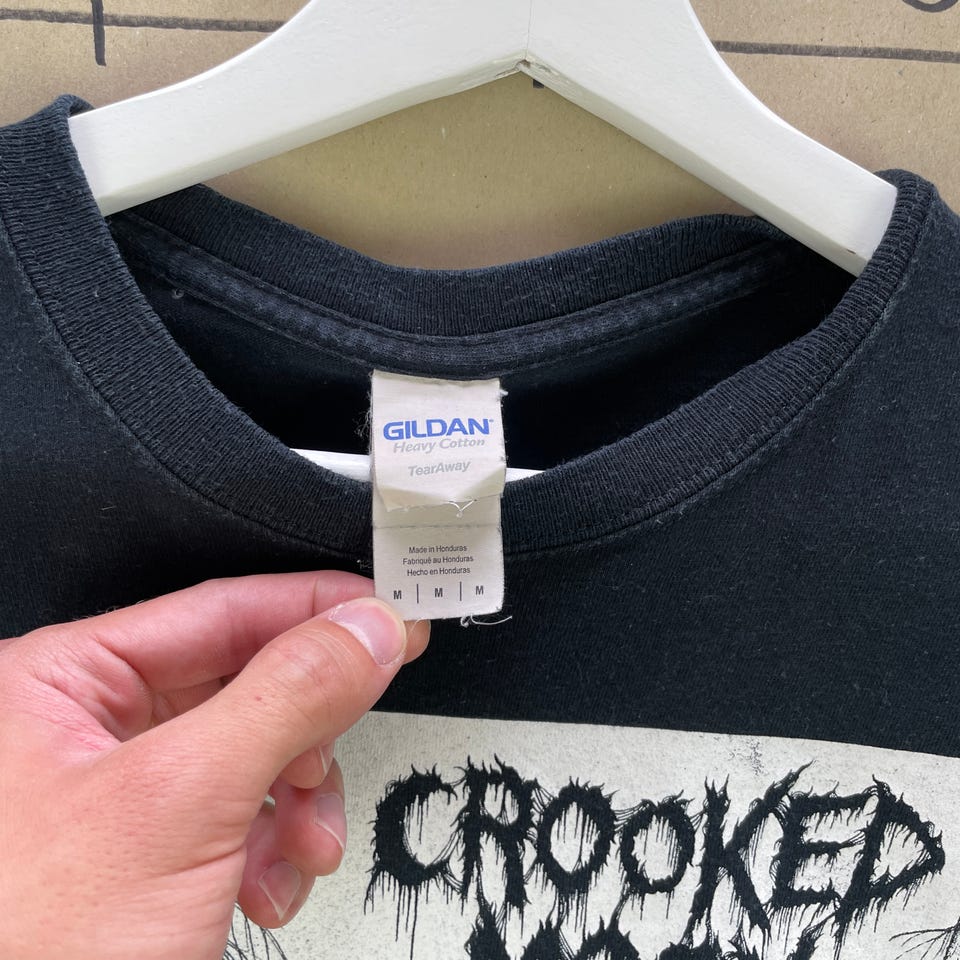 GILDAN®
Heavy Cotton
TearAway
Made in Honduras
Fabriqué au Honduras
Hecho en Honduras
M | M | M
CROOKED